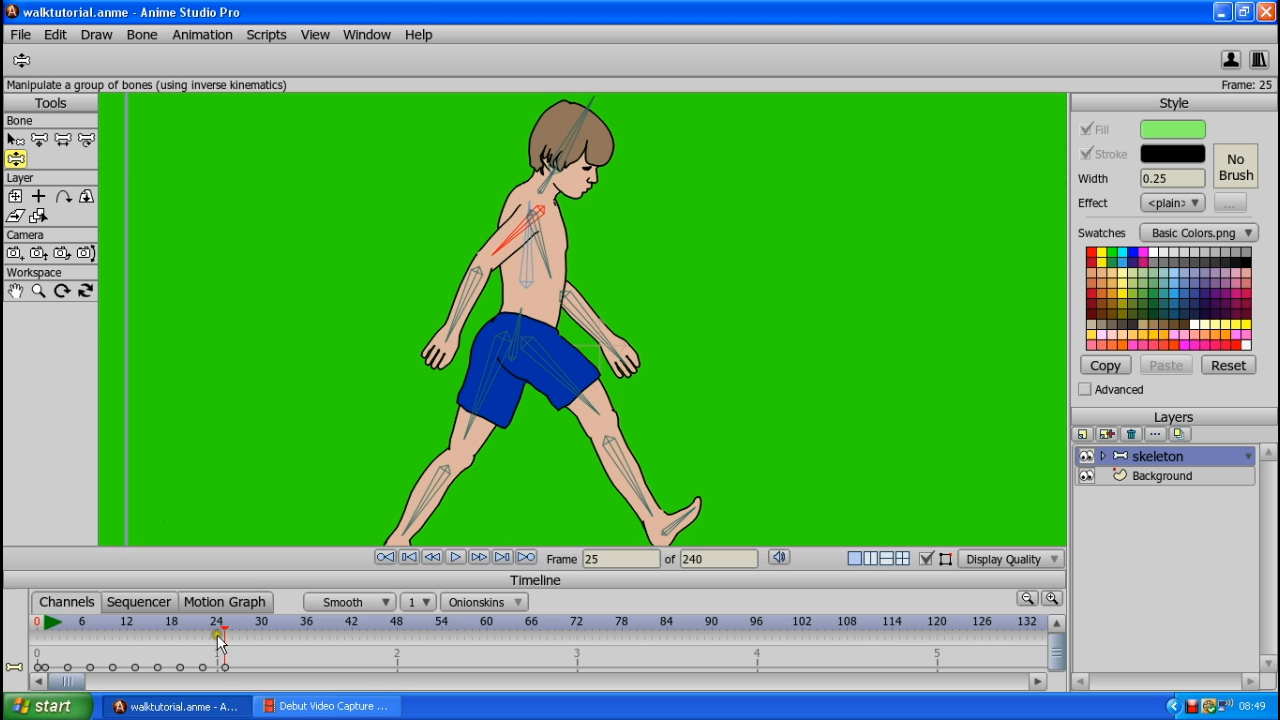 walktutorial.anme - Anime Studio Pro
File Edit Draw Bone Animation Scripts View Window Help
Manipulate a group of bones (using inverse kinematics) Frame: 25
Tools
Bone
Layer
Camera
Workspace
Style
Fill
Stroke
No Brush
Width 0.25
Effect <plain>
...
Swatches Basic Colors.png
Copy Paste Reset
Advanced
Layers
skeleton
Background
Frame 25 of 240 Display Quality
Timeline
Channels Sequencer Motion Graph Smooth 1 Onionskins
0 6 12 18 24 30 36 42 48 54 60 66 72 78 84 90 96 102 108 114 120 126 132
0 1 2 3 4 5
start walktutorial.anme - A... Debut Video Capture ... 08:49